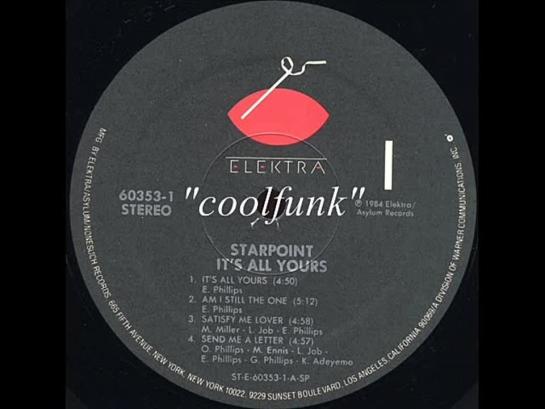 ELEKTRA
60353-1
STEREO
"coolfunk"
I
℗ 1984 Elektra/
Asylum Records
STARPOINT
IT'S ALL YOURS
1. IT'S ALL YOURS (4:50)
E. Phillips
2. AM I STILL THE ONE (5:12)
E. Phillips
3. SATISFY ME LOVER (4:58)
M. Miller - L. Job - E. Phillips
4. SEND ME A LETTER (4:57)
O. Phillips - M. Ennis - L. Job -
E. Phillips - G. Phillips - K. Adeyemo
ST-E-60353-1-A-SP
MFG. BY ELEKTRA/ASYLUM/NONESUCH RECORDS, 665 FIFTH AVENUE, NEW YORK, NEW YORK 10022. 9229 SUNSET BOULEVARD, LOS ANGELES, CALIFORNIA 90069/A DIVISION OF WARNER COMMUNICATIONS INC.